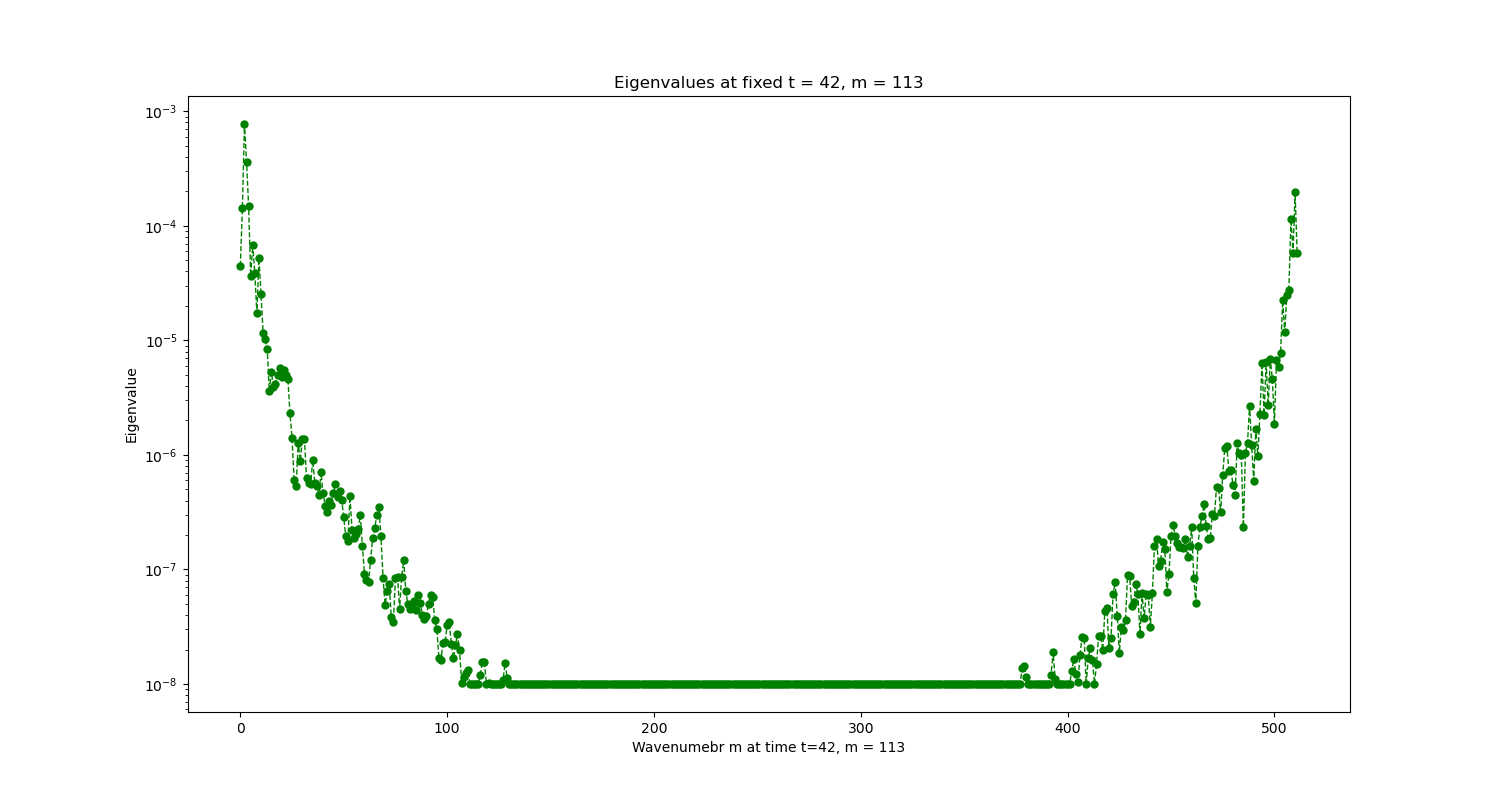 Eigenvalues at fixed t = 42, m = 113
10⁻³
10⁻⁴
10⁻⁵
10⁻⁶
10⁻⁷
10⁻⁸
Eigenvalue
0 100 200 300 400 500
Wavenumebr m at time t=42, m = 113